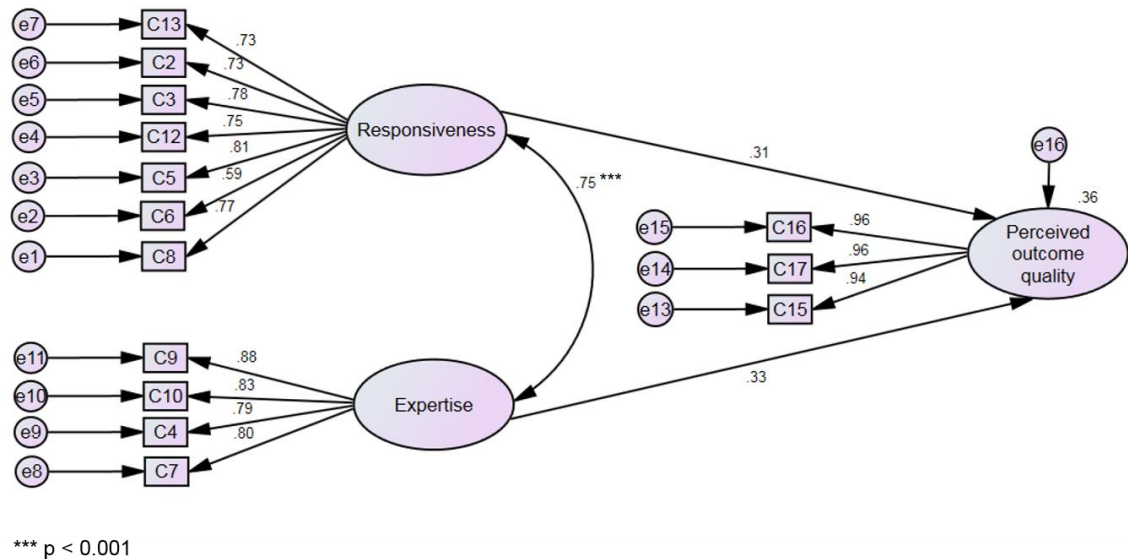 e7 C13 .73
e6 C2 .73
e5 C3 .78
e4 C12 .75
e3 C5 .81
e2 C6 .59
e1 C8 .77
Responsiveness
.31
.75 ***
e16
.36
Perceived
outcome
quality
e15 C16 .96
e14 C17 .96
e13 C15 .94
e11 C9 .88
e10 C10 .83
e9 C4 .79
e8 C7 .80
Expertise
.33
*** p < 0.001